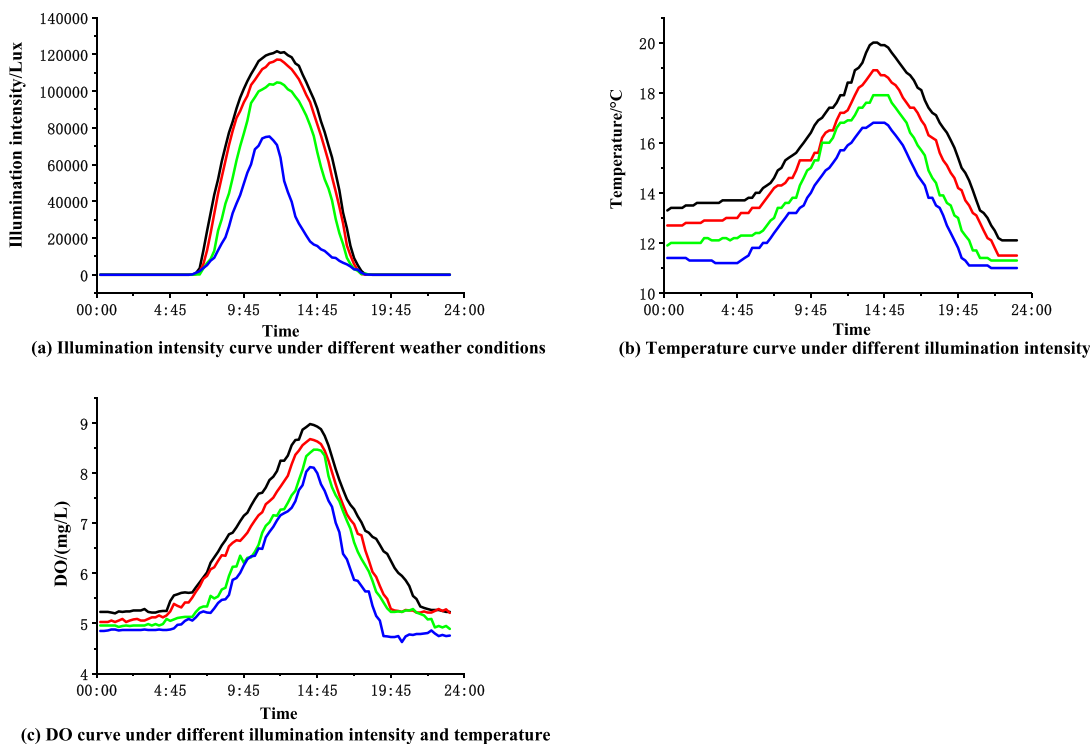 140000
120000
100000
80000
60000
40000
20000
0
Illumination intensity/Lux
00:00 4:45 9:45 14:45 19:45 24:00
Time
(a) Illumination intensity curve under different weather conditions
20
18
16
14
12
10
Temperature/°C
00:00 4:45 9:45 14:45 19:45 24:00
Time
(b) Temperature curve under different illumination intensity
9
8
7
6
5
4
DO/(mg/L)
00:00 4:45 9:45 14:45 19:45 24:00
Time
(c) DO curve under different illumination intensity and temperature